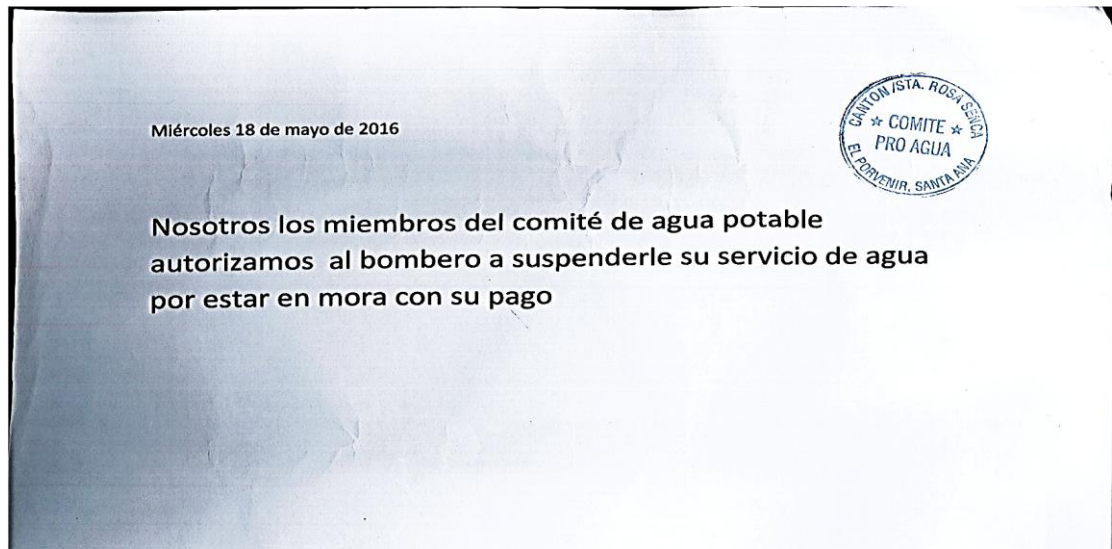 Miércoles 18 de mayo de 2016
CANTON /STA. ROSA SENCA
★ COMITE ★
PRO AGUA
EL PORVENIR, SANTA ANA
Nosotros los miembros del comité de agua potable
autorizamos al bombero a suspenderle su servicio de agua
por estar en mora con su pago